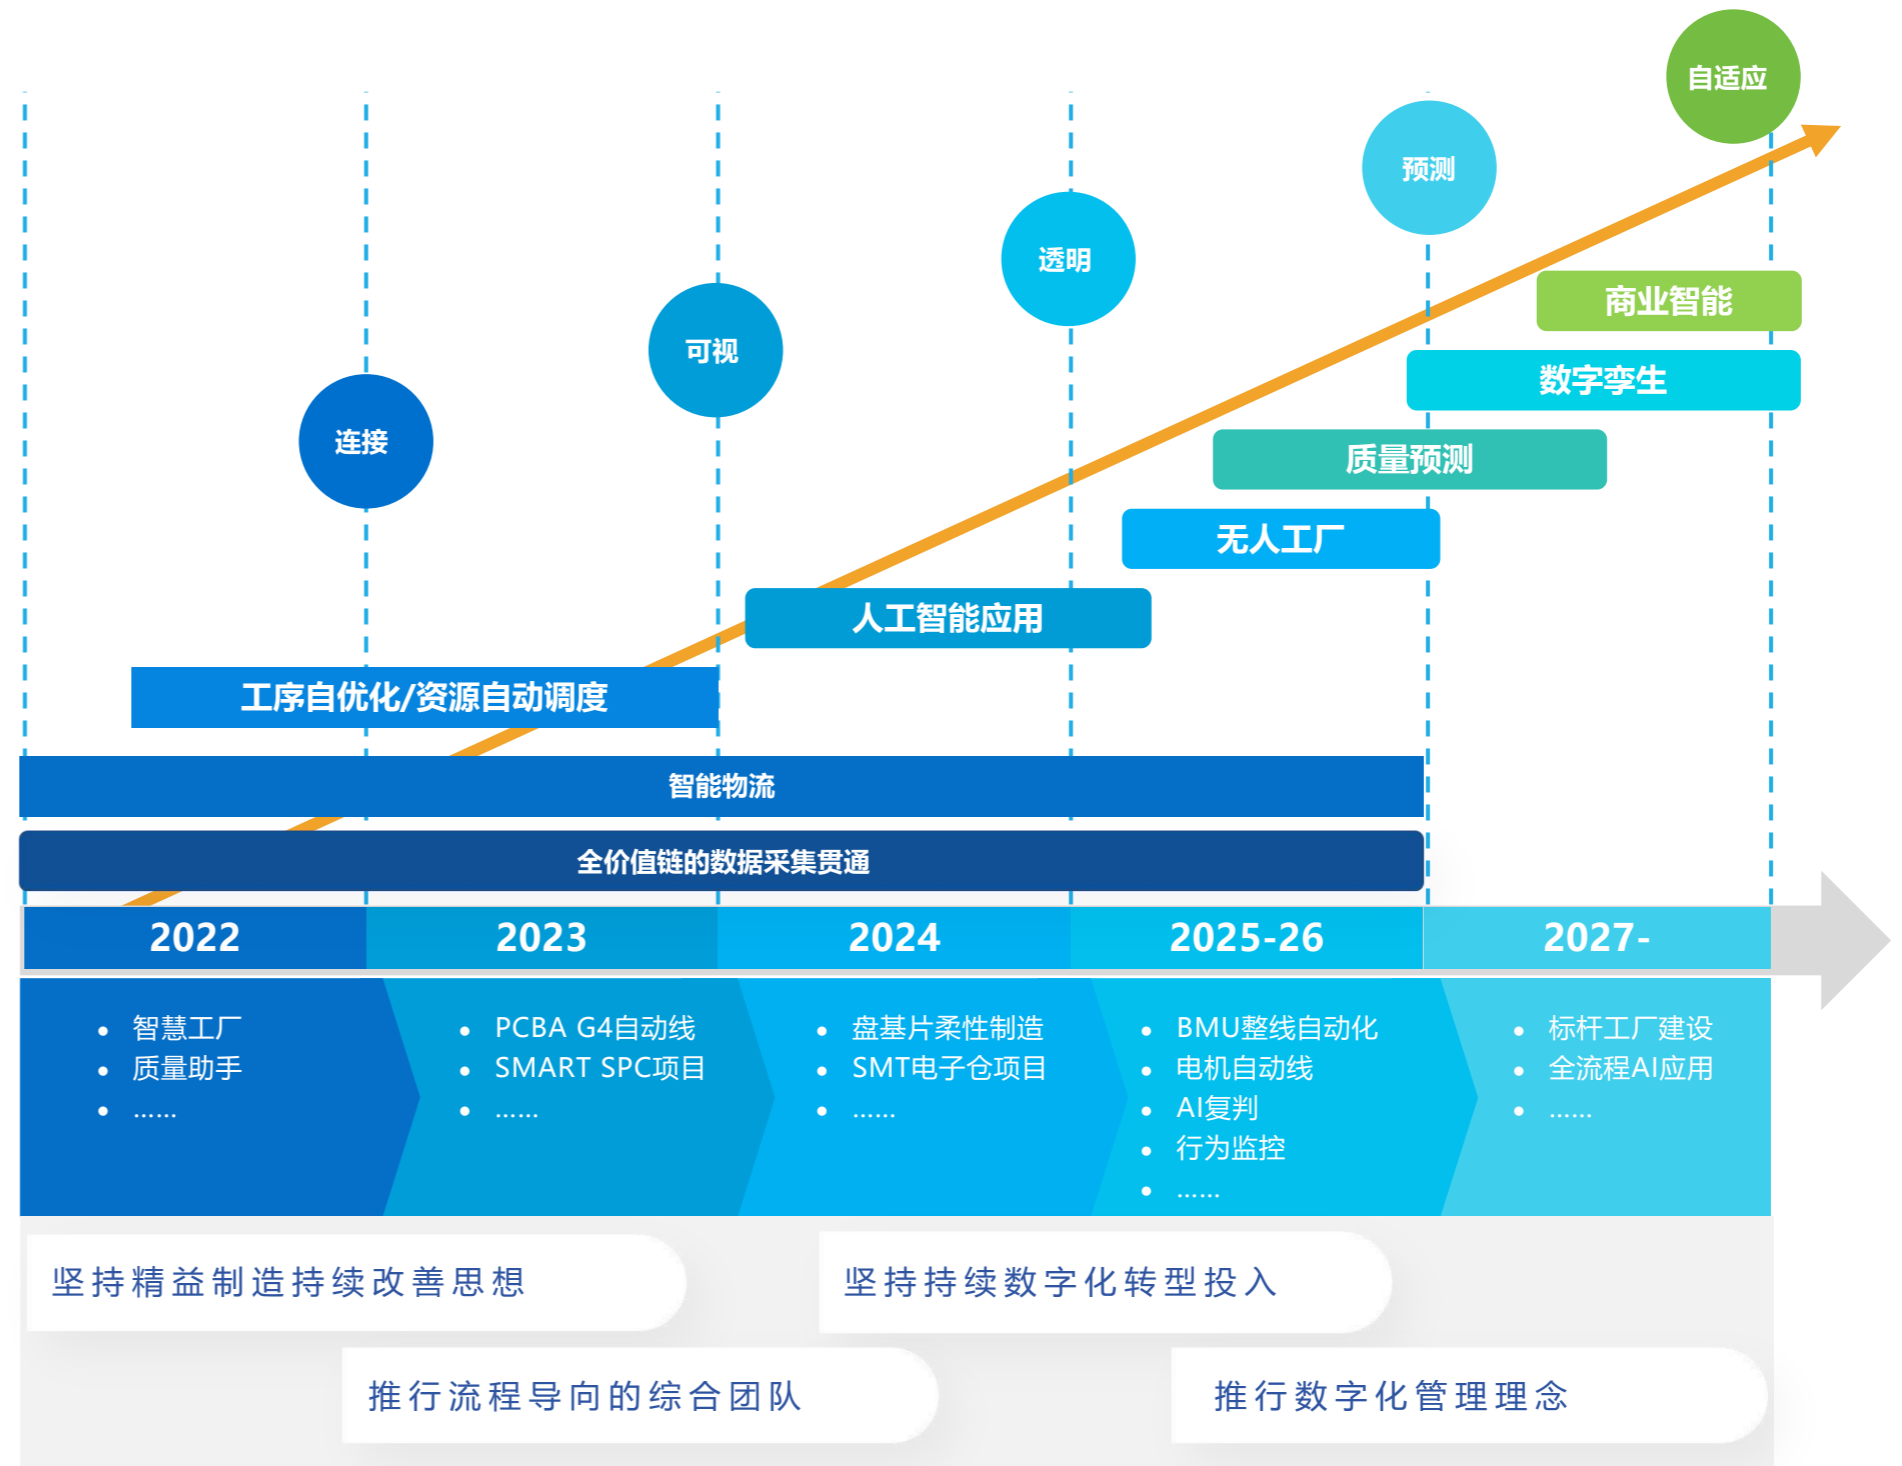 自适应
预测
透明
可视
连接
商业智能
数字孪生
质量预测
无人工厂
人工智能应用
工序自优化/资源自动调度
智能物流
全价值链的数据采集贯通
2022
2023
2024
2025-26
2027-
智慧工厂
质量助手
......
PCBA G4自动线
SMART SPC项目
......
盘基片柔性制造
SMT电子仓项目
......
BMU整线自动化
电机自动线
AI复判
行为监控
......
标杆工厂建设
全流程AI应用
......
坚持精益制造持续改善思想
坚持持续数字化转型投入
推行流程导向的综合团队
推行数字化管理理念